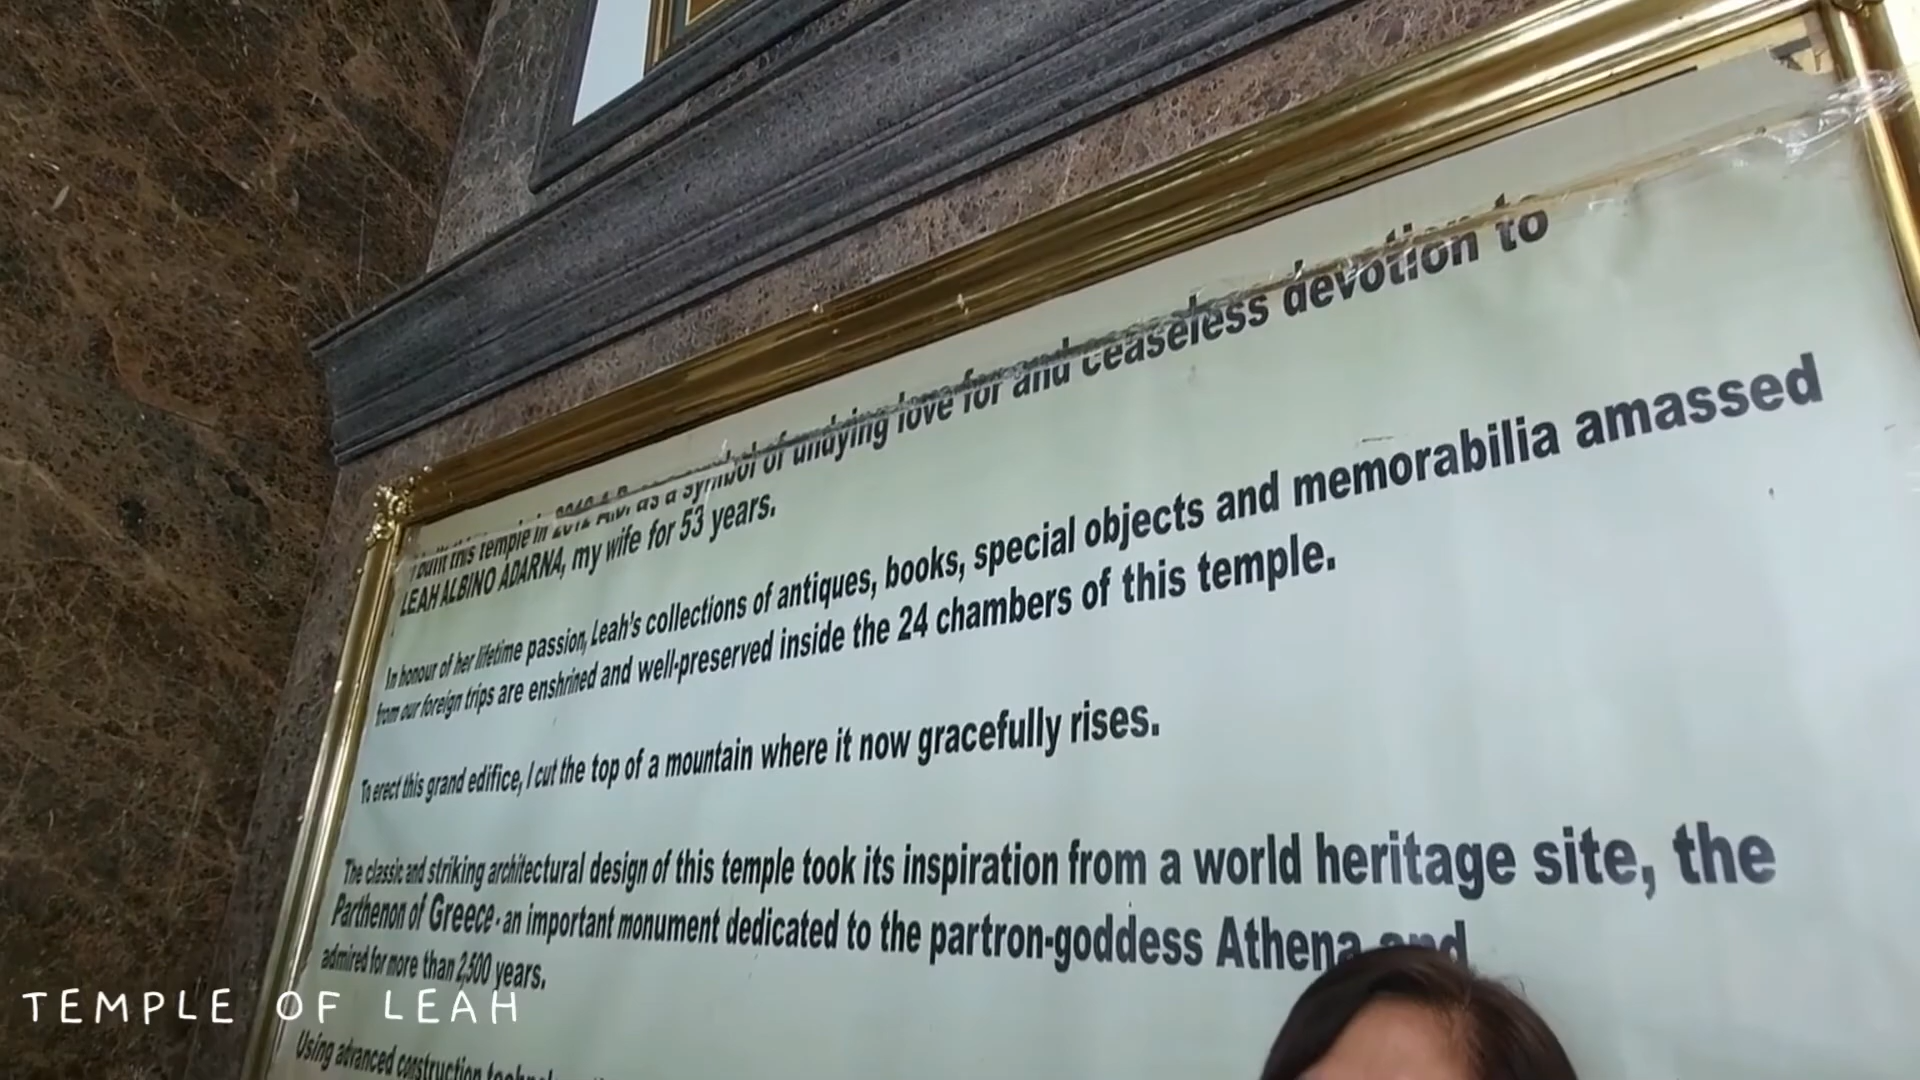 I built this temple in 2012 A.D. as a symbol of undying love for and ceaseless devotion to
LEAH ALBINO ADARNA, my wife for 53 years.
In honour of her lifetime passion, Leah's collections of antiques, books, special objects and memorabilia amassed
from our foreign trips are enshrined and well-preserved inside the 24 chambers of this temple.
To erect this grand edifice, I cut the top of a mountain where it now gracefully rises.
The classic and striking architectural design of this temple took its inspiration from a world heritage site, the
Parthenon of Greece - an important monument dedicated to the partron-goddess Athena and
admired for more than 2,500 years.
Using advanced construction
TEMPLE OF LEAH